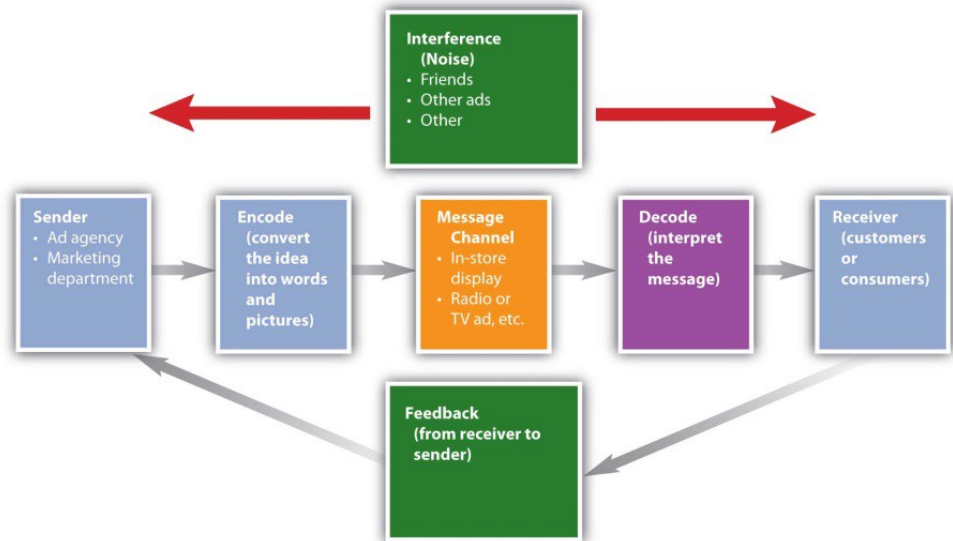 Interference
(Noise)
• Friends
• Other ads
• Other
Sender
• Ad agency
• Marketing
department
Encode
(convert
the idea
into words
and
pictures)
Message
Channel
• In-store
display
• Radio or
TV ad, etc.
Decode
(interpret
the
message)
Receiver
(customers
or
consumers)
Feedback
(from receiver to
sender)